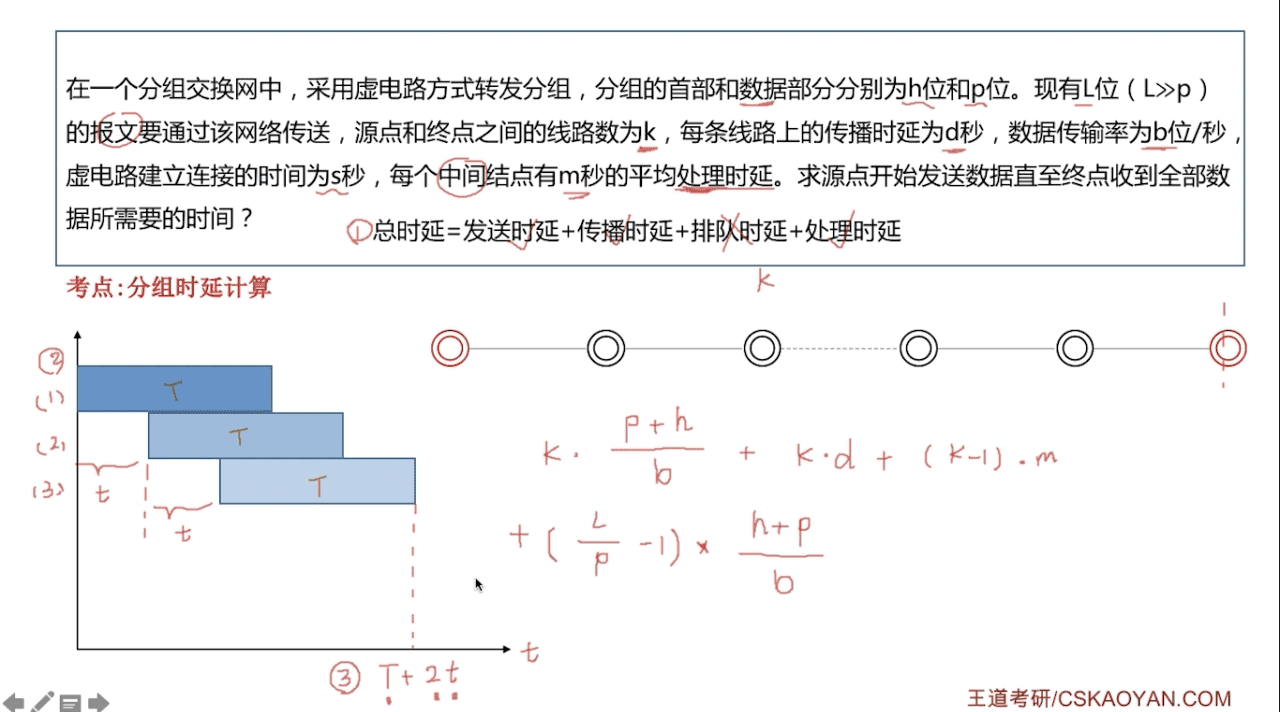 在一个分组交换网中，采用虚电路方式转发分组，分组的首部和数据部分分别为h位和p位。现有L位（L≫p）
的报文要通过该网络传送，源点和终点之间的线路数为k，每条线路上的传播时延为d秒，数据传输率为b位/秒，
虚电路建立连接的时间为s秒，每个中间结点有m秒的平均处理时延。求源点开始发送数据直至终点收到全部数
据所需要的时间？
①总时延=发送时延+传播时延+排队时延+处理时延
考点:分组时延计算
k
②
(1) T
(2) T
(3) T
t
t
k · (p+h)/b + k·d + (k-1)·m
+ (L/p -1) × (h+p)/b
t
③ T+2t
王道考研/CSKAOYAN.COM